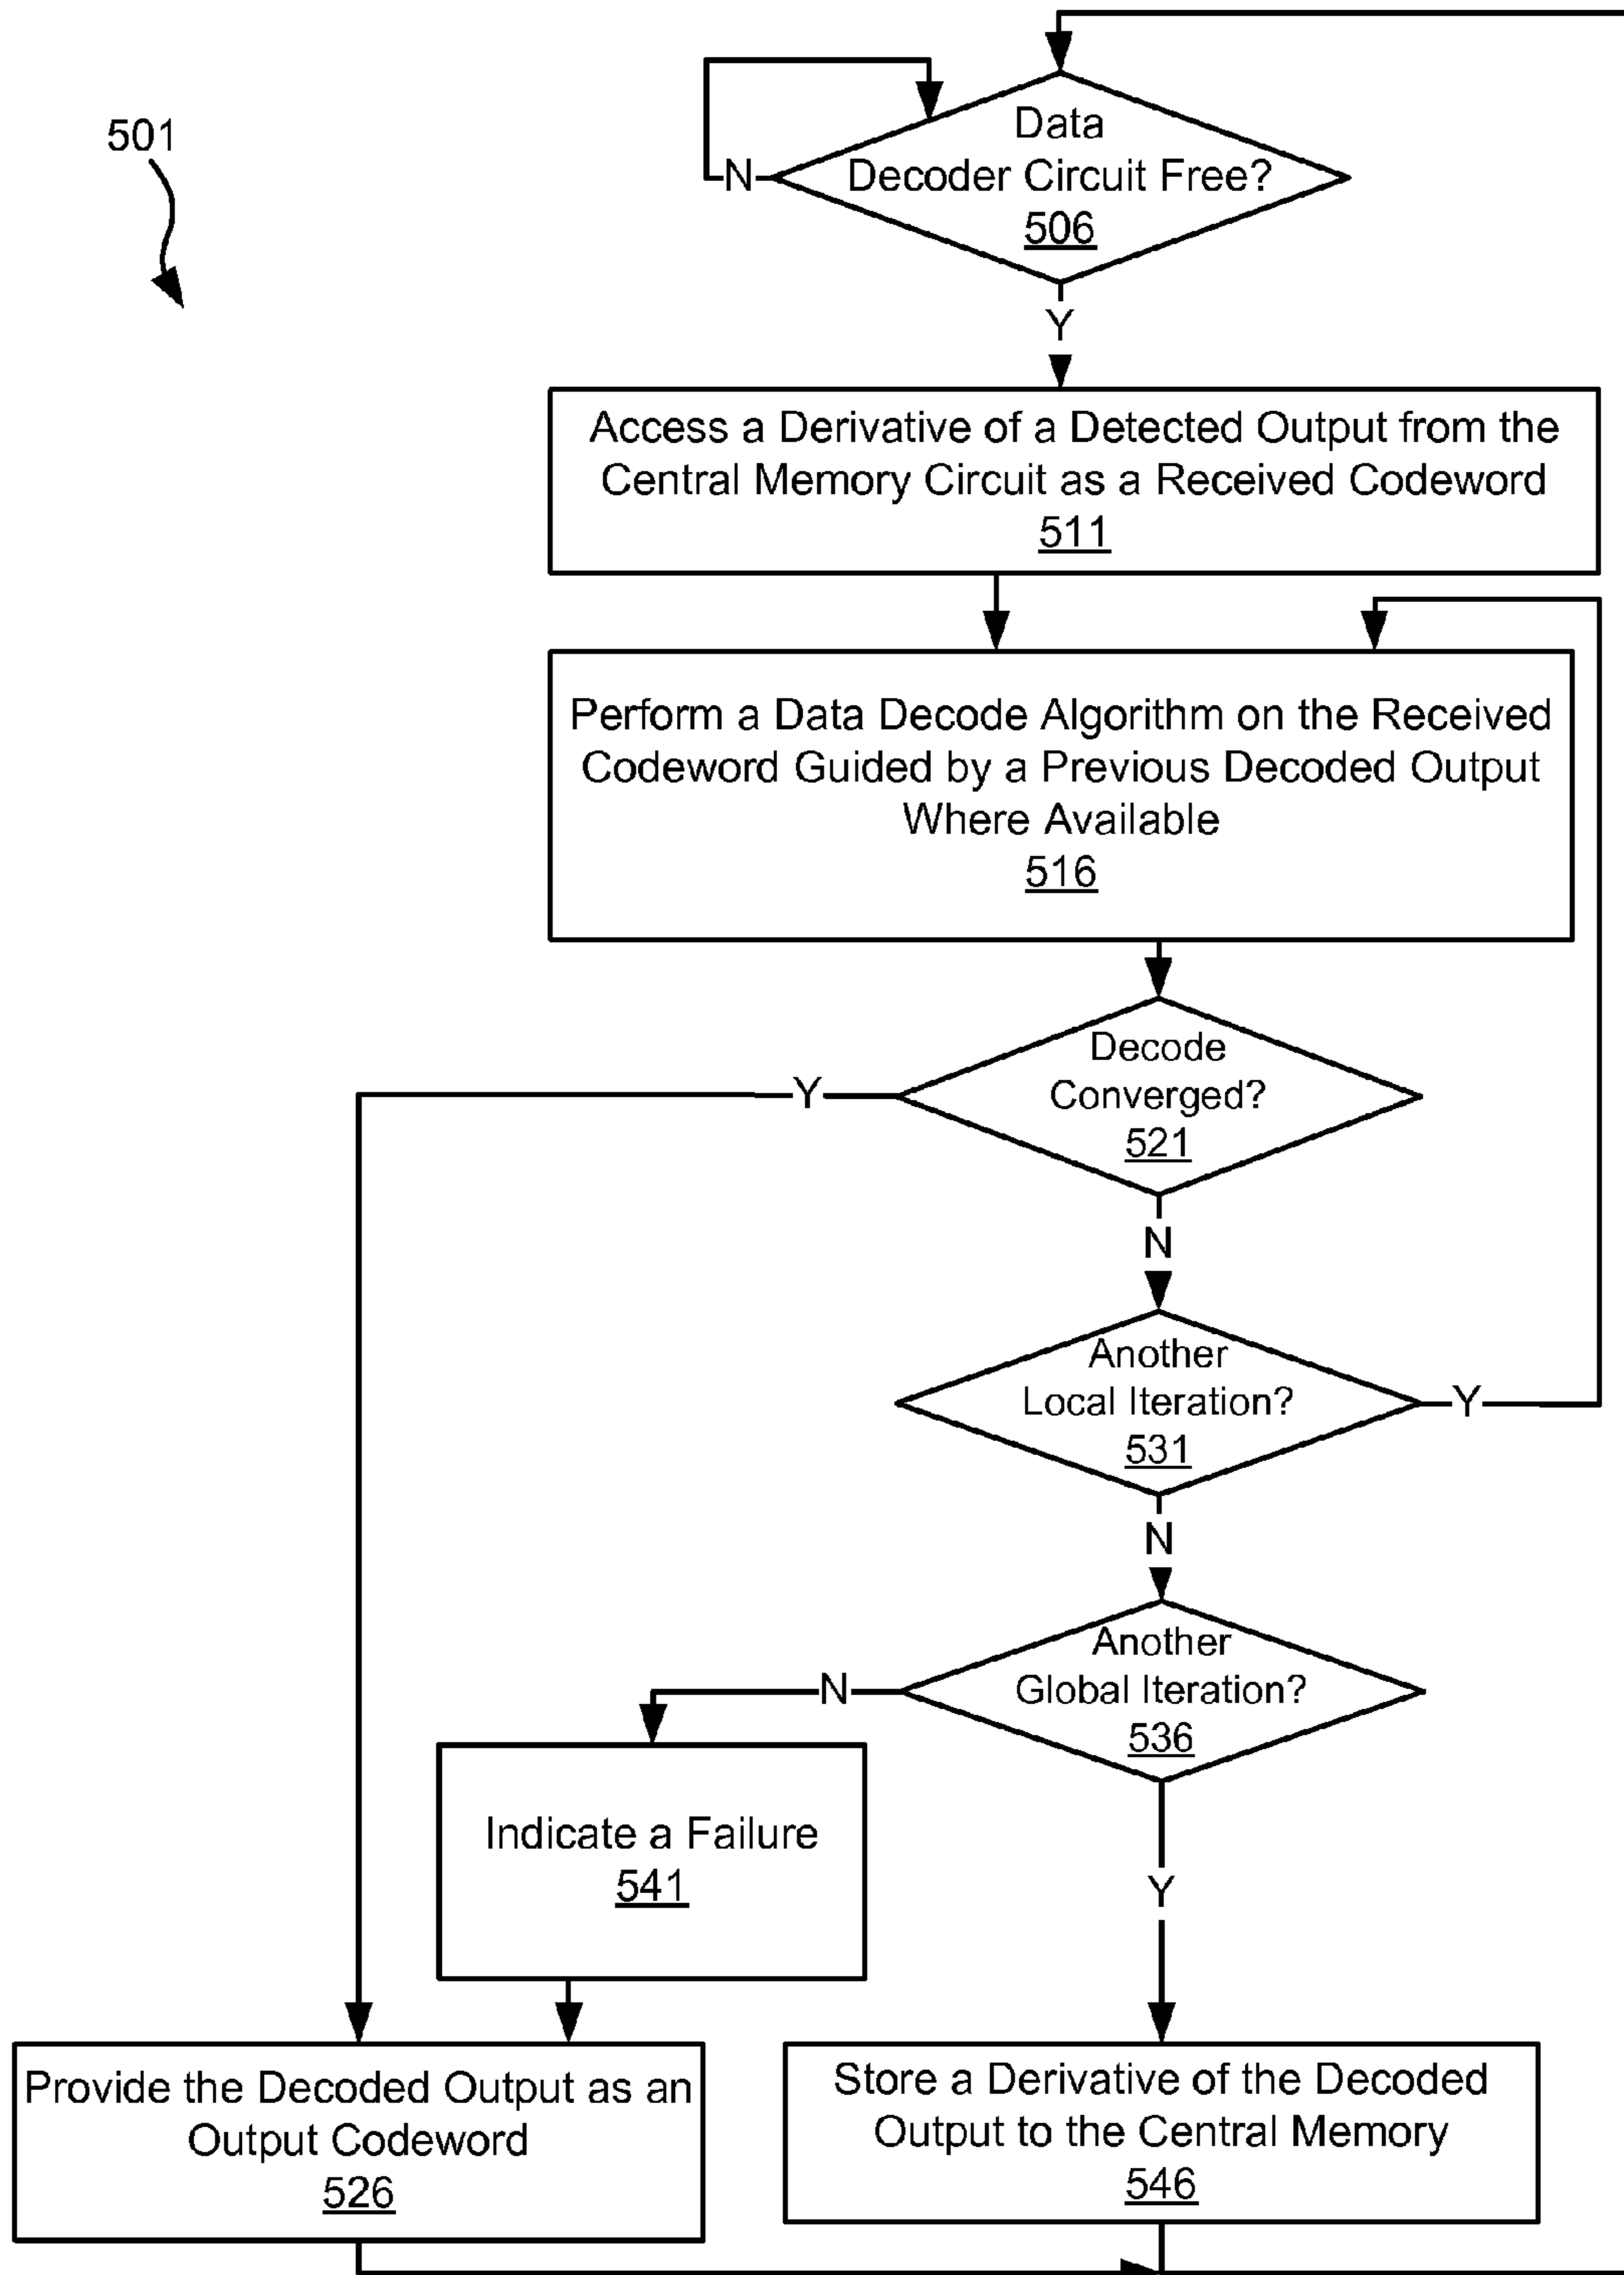 501
Data
Decoder Circuit Free?
506
N
Y
Access a Derivative of a Detected Output from the
Central Memory Circuit as a Received Codeword
511
Perform a Data Decode Algorithm on the Received
Codeword Guided by a Previous Decoded Output
Where Available
516
Decode
Converged?
521
Y
N
Another
Local Iteration?
531
Y
N
Another
Global Iteration?
536
N
Y
Indicate a Failure
541
Provide the Decoded Output as an
Output Codeword
526
Store a Derivative of the Decoded
Output to the Central Memory
546